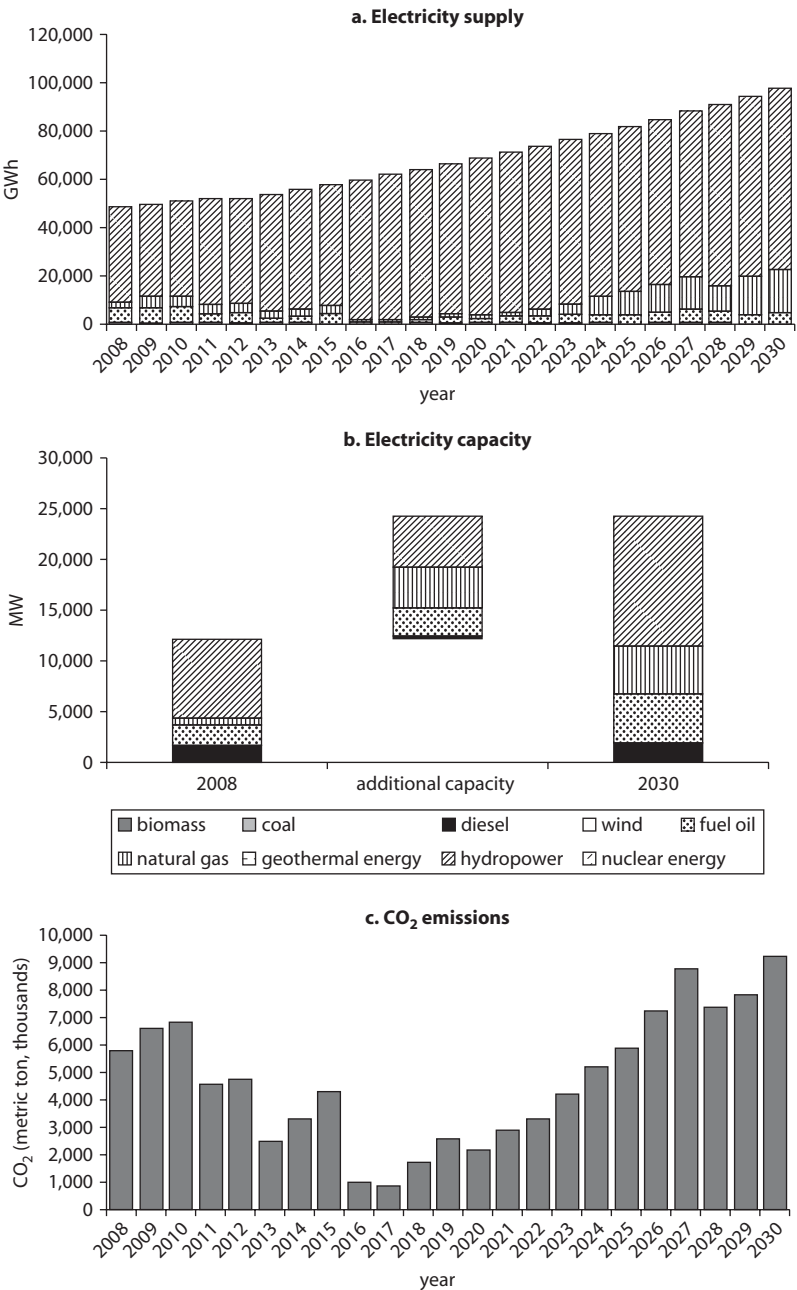 a. Electricity supply
120,000
100,000
80,000
60,000
40,000
20,000
0
GWh
2008 2009 2010 2011 2012 2013 2014 2015 2016 2017 2018 2019 2020 2021 2022 2023 2024 2025 2026 2027 2028 2029 2030
year
b. Electricity capacity
30,000
25,000
20,000
15,000
10,000
5,000
0
MW
2008 additional capacity 2030
biomass coal diesel wind fuel oil
natural gas geothermal energy hydropower nuclear energy
c. CO₂ emissions
10,000
9,000
8,000
7,000
6,000
5,000
4,000
3,000
2,000
1,000
0
CO₂ (metric ton, thousands)
2008 2009 2010 2011 2012 2013 2014 2015 2016 2017 2018 2019 2020 2021 2022 2023 2024 2025 2026 2027 2028 2029 2030
year